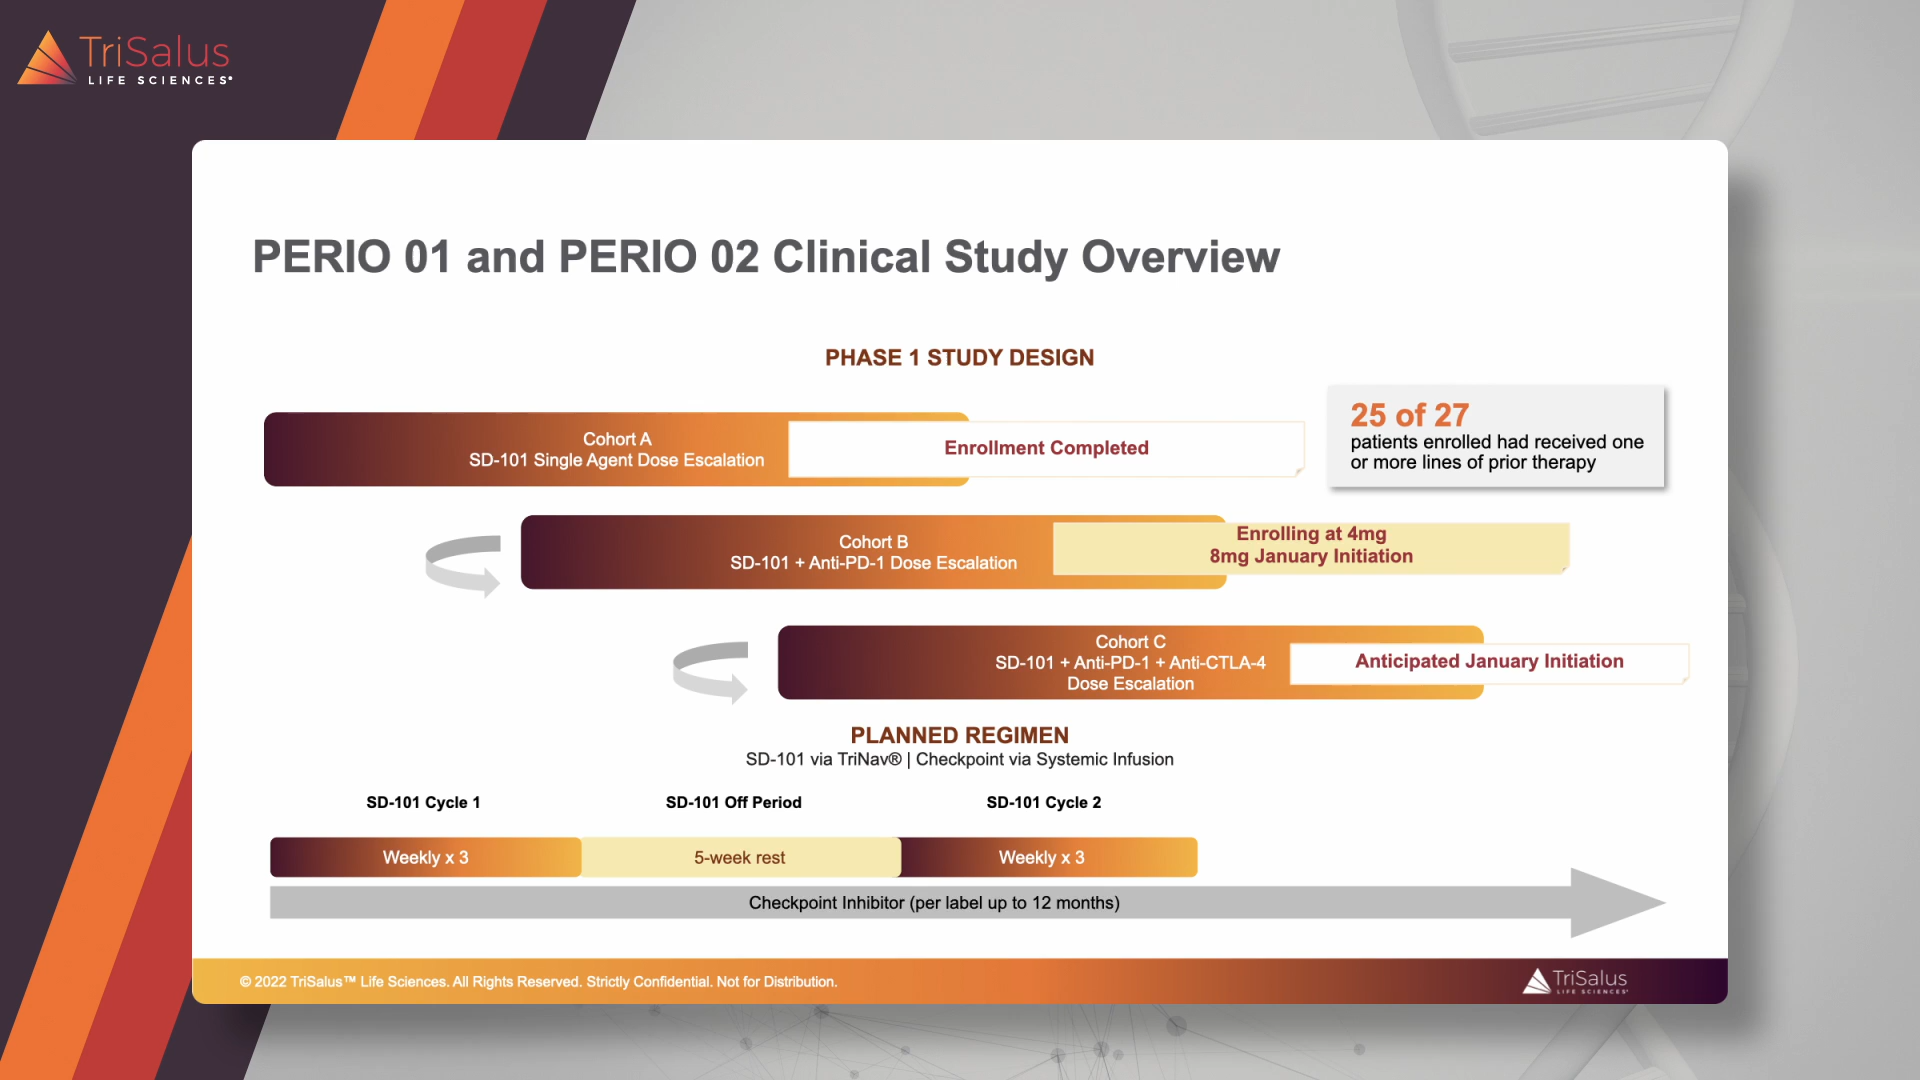 TriSalus
LIFE SCIENCES
PERIO 01 and PERIO 02 Clinical Study Overview
PHASE 1 STUDY DESIGN
Cohort A
SD-101 Single Agent Dose Escalation
Enrollment Completed
25 of 27
patients enrolled had received one
or more lines of prior therapy
Cohort B
SD-101 + Anti-PD-1 Dose Escalation
Enrolling at 4mg
8mg January Initiation
Cohort C
SD-101 + Anti-PD-1 + Anti-CTLA-4
Dose Escalation
Anticipated January Initiation
PLANNED REGIMEN
SD-101 via TriNav® | Checkpoint via Systemic Infusion
SD-101 Cycle 1
SD-101 Off Period
SD-101 Cycle 2
Weekly x 3
5-week rest
Weekly x 3
Checkpoint Inhibitor (per label up to 12 months)
© 2022 TriSalus™ Life Sciences. All Rights Reserved. Strictly Confidential. Not for Distribution.
TriSalus
LIFE SCIENCES